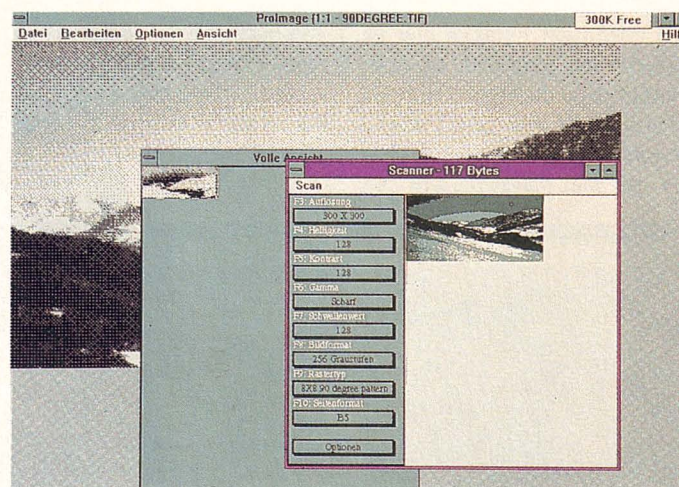 ProImage (1:1 - 90DEGREE.TIF)
300K Free
Datei Bearbeiten Optionen Ansicht Hilf
Volle Ansicht
Scanner - 117 Bytes
Scan
F3: Auflösung
300 X 300
F4: Helligkeit
128
F5: Kontrast
128
F6: Gamma
Scharf
F7: Schwellenwert
128
F8: Bildformat
256 Graustufen
F9: Rastertyp
8X8 90 degree pattern
F10: Seitenformat
B5
Optionen